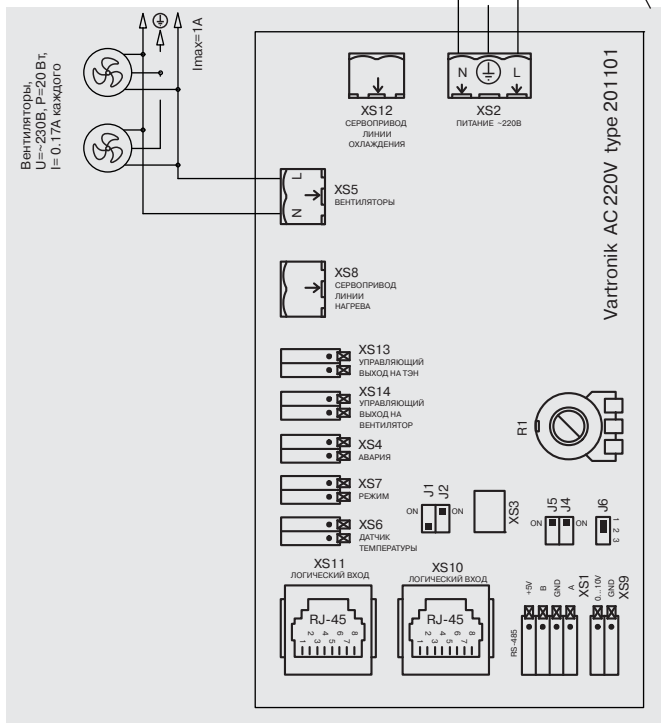 Imax=1A
Вентиляторы,
U=~230В, P=20 Вт,
I= 0.17А каждого
XS12
СЕРВОПРИВОД
ЛИНИИ
ОХЛАЖДЕНИЯ
N
L
XS2
ПИТАНИЕ ~220В
Vartronik AC 220V type 201101
L
N
XS5
ВЕНТИЛЯТОРЫ
XS8
СЕРВОПРИВОД
ЛИНИИ
НАГРЕВА
XS13
УПРАВЛЯЮЩИЙ
ВЫХОД НА ТЭН
XS14
УПРАВЛЯЮЩИЙ
ВЫХОД НА
ВЕНТИЛЯТОР
R1
XS4
АВАРИЯ
XS7
РЕЖИМ
XS6
ДАТЧИК
ТЕМПЕРАТУРЫ
J1
J2
ON
ON
XS3
J5
J4
ON
ON
J6
1
2
3
XS11
ЛОГИЧЕСКИЙ ВХОД
RJ-45
2 4 6 8
1 3 5 7
XS10
ЛОГИЧЕСКИЙ ВХОД
RJ-45
2 4 6 8
1 3 5 7
RS-485
+5V
B
GND
A
XS1
0...10V
GND
XS9